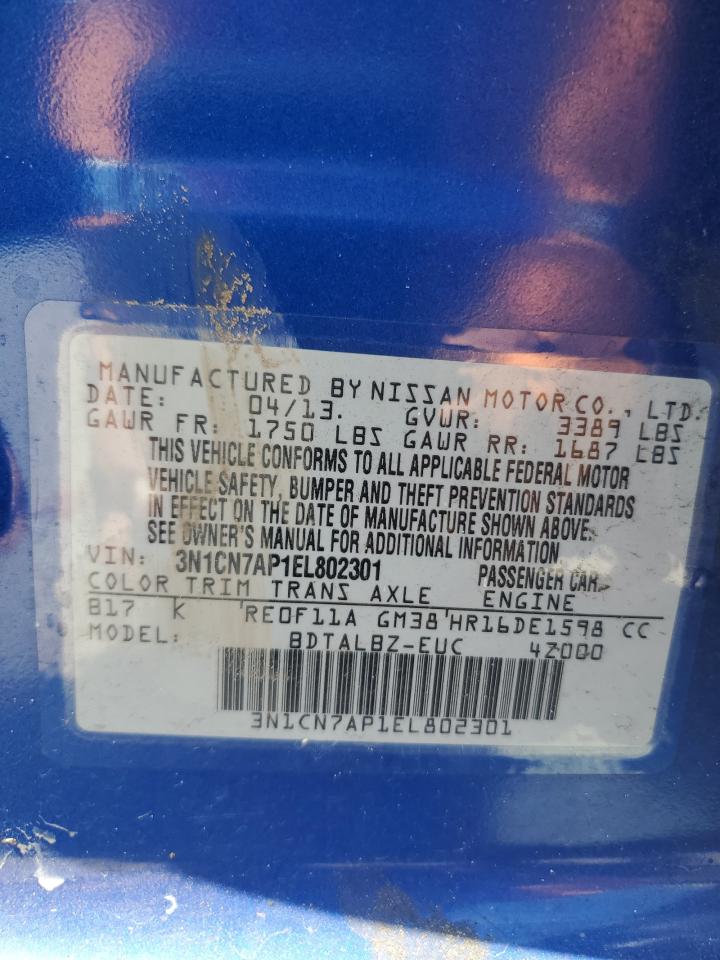 MANUFACTURED BY NISSAN MOTOR CO., LTD.
DATE: 04/13. GVWR: 3389 LBS
GAWR FR: 1750 LBS GAWR RR: 1687 LBS
THIS VEHICLE CONFORMS TO ALL APPLICABLE FEDERAL MOTOR
VEHICLE SAFETY, BUMPER AND THEFT PREVENTION STANDARDS
IN EFFECT ON THE DATE OF MANUFACTURE SHOWN ABOVE.
SEE OWNER'S MANUAL FOR ADDITIONAL INFORMATION
VIN: 3N1CN7AP1EL802301 PASSENGER CAR
COLOR TRIM TRANS AXLE ENGINE
B17 K RE0F11A GM38 HR16DE1598 CC
MODEL: BDTALBZ-EUC 4Z000
3N1CN7AP1EL802301